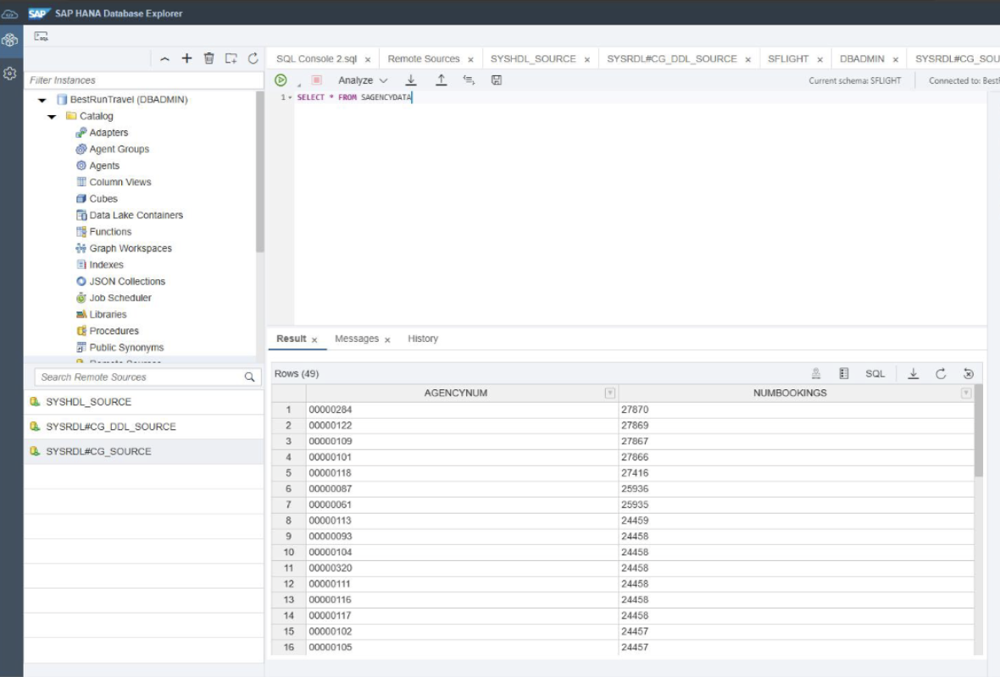 SAP SAP HANA Database Explorer
Filter Instances
BestRunTravel (DBADMIN)
Catalog
Adapters
Agent Groups
Agents
Column Views
Cubes
Data Lake Containers
Functions
Graph Workspaces
Indexes
JSON Collections
Job Scheduler
Libraries
Procedures
Public Synonyms
Remote Sources
Search Remote Sources
SYSHDL_SOURCE
SYSRDL#CG_DDL_SOURCE
SYSRDL#CG_SOURCE
SQL Console 2.sql x Remote Sources x SYSHDL_SOURCE x SYSRDL#CG_DDL_SOURCE x SFLIGHT x DBADMIN x SYSRDL#CG_SOU
Analyze Current schema: SFLIGHT Connected to: Best
1 SELECT * FROM SAGENCYDATA
Result x Messages x History
Rows (49) SQL
AGENCYNUM NUMBOOKINGS
1 00000284 27870
2 00000122 27869
3 00000109 27867
4 00000101 27866
5 00000118 27416
6 00000087 25936
7 00000061 25935
8 00000113 24459
9 00000093 24458
10 00000104 24458
11 00000320 24458
12 00000111 24458
13 00000116 24458
14 00000117 24458
15 00000102 24457
16 00000105 24457